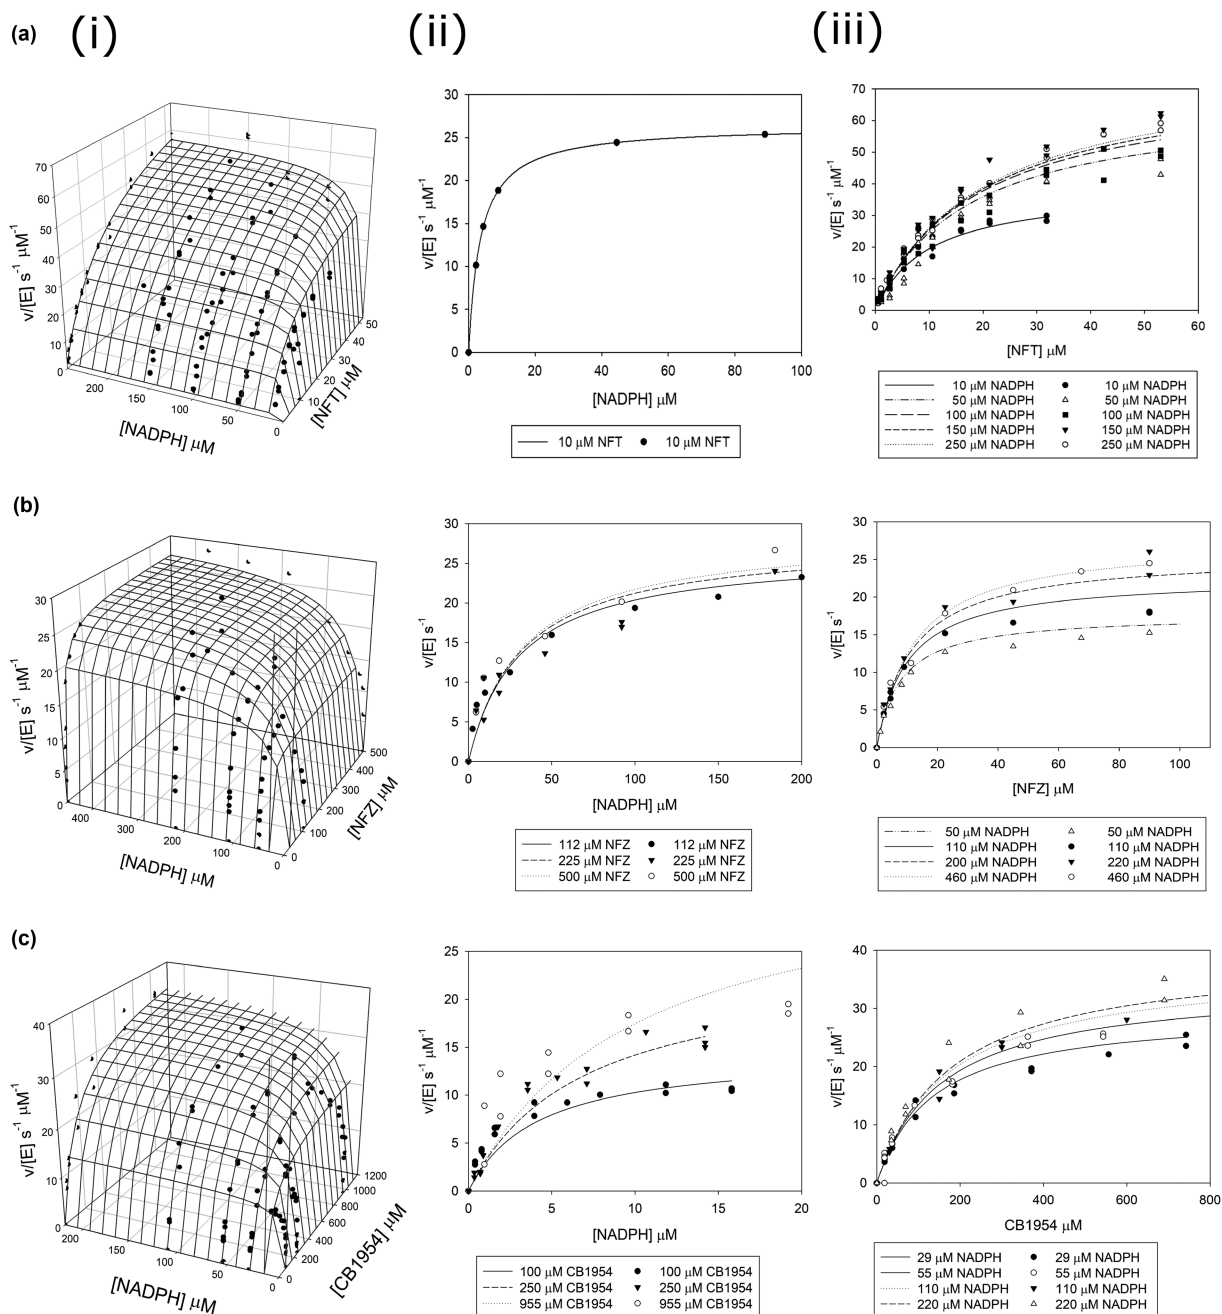 (a)
(i)
(ii)
(iii)
v/[E] s-1 μM-1
70
60
50
40
30
20
10
0
200
150
100
50
0
[NADPH] μM
10
20
30
40
50
[NFT] μM
v/[E] s-1 μM-1
30
25
20
15
10
5
0
0 20 40 60 80 100
[NADPH] μM
10 μM NFT 10 μM NFT
v/[E] s-1 μM-1
70
60
50
40
30
20
10
0
0 10 20 30 40 50 60
[NFT] μM
10 μM NADPH 10 μM NADPH
50 μM NADPH 50 μM NADPH
100 μM NADPH 100 μM NADPH
150 μM NADPH 150 μM NADPH
250 μM NADPH 250 μM NADPH
(b)
v/[E] s-1 μM-1
30
25
20
15
10
5
0
400
300
200
100
0
[NADPH] μM
0
100
200
300
400
500
[NFZ] μM
v/[E] s-1
30
25
20
15
10
5
0
0 50 100 150 200
[NADPH] μM
112 μM NFZ 112 μM NFZ
225 μM NFZ 225 μM NFZ
500 μM NFZ 500 μM NFZ
v/[E] s-1
30
25
20
15
10
5
0
0 20 40 60 80 100
[NFZ] μM
50 μM NADPH 50 μM NADPH
110 μM NADPH 110 μM NADPH
200 μM NADPH 220 μM NADPH
460 μM NADPH 460 μM NADPH
(c)
v/[E] s-1 μM-1
40
30
20
10
0
200
150
100
50
0
[NADPH] μM
0
200
400
600
800
1000
1200
[CB1954] μM
v/[E] s-1 μM-1
25
20
15
10
5
0
0 5 10 15 20
[NADPH] μM
100 μM CB1954 100 μM CB1954
250 μM CB1954 250 μM CB1954
955 μM CB1954 955 μM CB1954
v/[E] s-1 μM-1
40
30
20
10
0
0 200 400 600 800
CB1954 μM
29 μM NADPH 29 μM NADPH
55 μM NADPH 55 μM NADPH
110 μM NADPH 110 μM NADPH
220 μM NADPH 220 μM NADPH